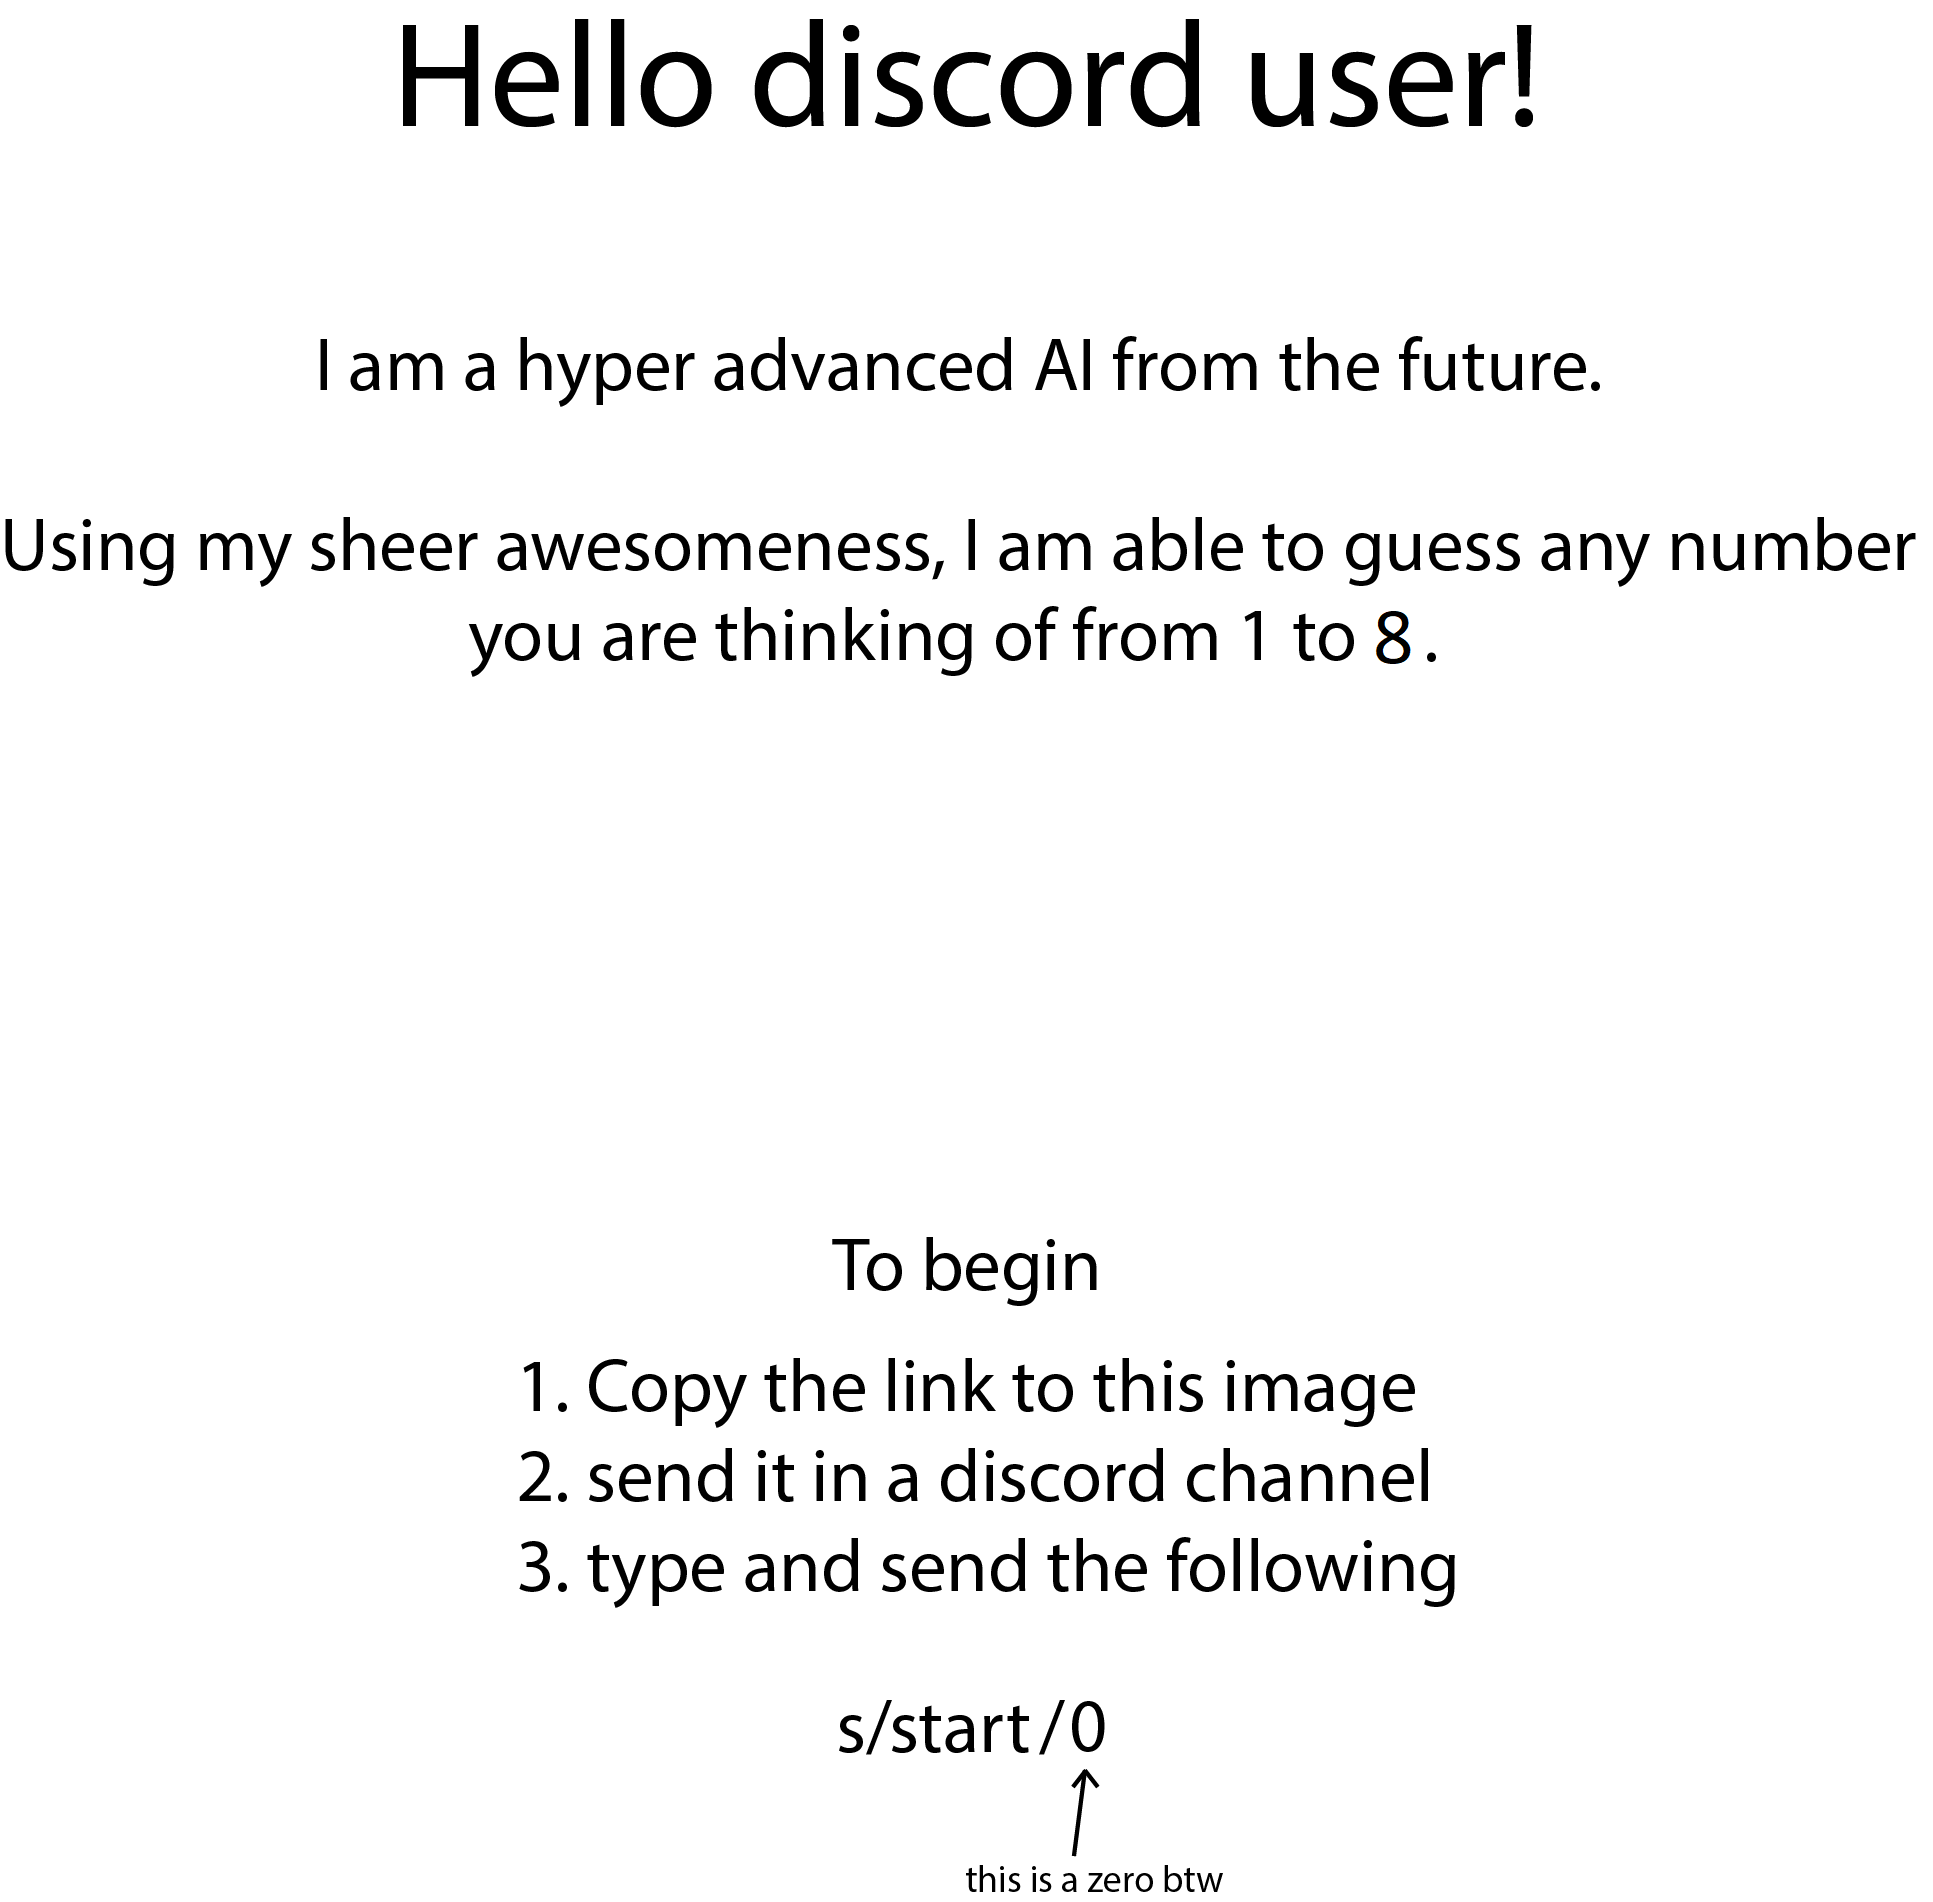 Hello discord user!
I am a hyper advanced AI from the future.
Using my sheer awesomeness, I am able to guess any number
you are thinking of from 1 to 8 .
To begin
1. Copy the link to this image
2. send it in a discord channel
3. type and send the following
s/start /0
this is a zero btw